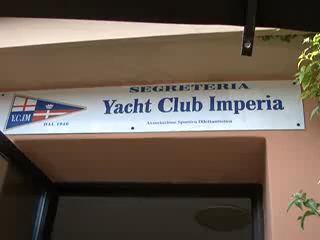 SEGRETERIA
Yacht Club Imperia
Associazione Sportiva Dilettantistica
Y.C.IM
DAL 1946